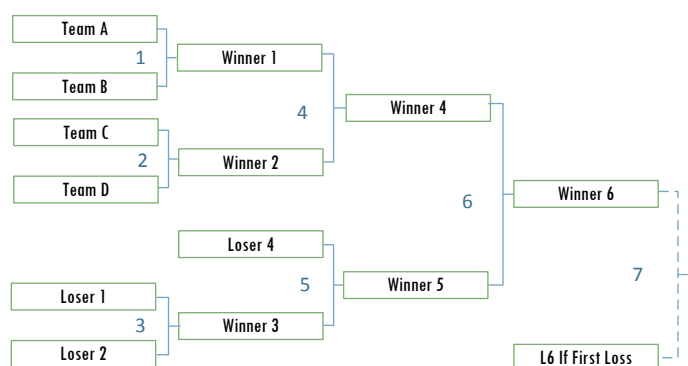 Team A
1
Winner 1
Team B
4
Winner 4
Team C
2
Winner 2
Team D
6
Winner 6
Loser 4
5
Winner 5
7
Loser 1
3
Winner 3
Loser 2
L6 If First Loss